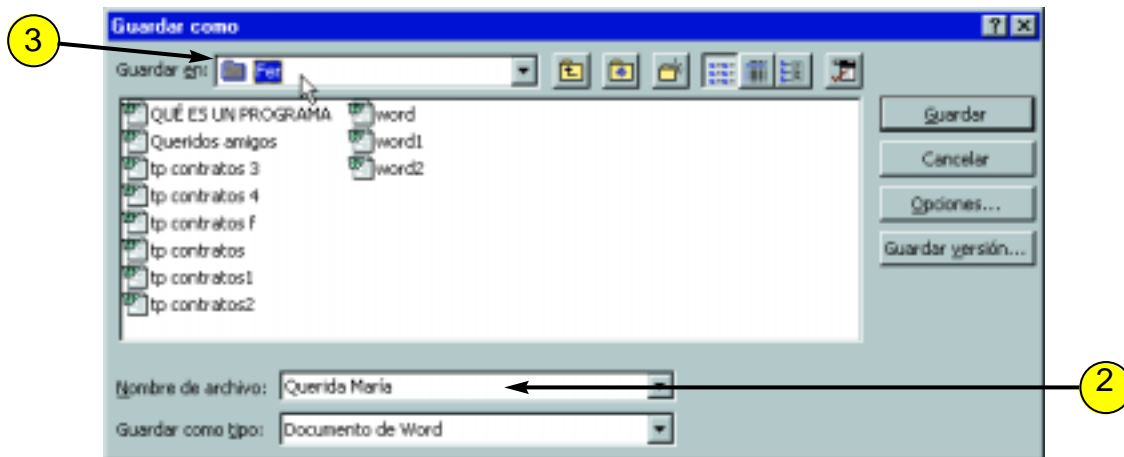 Guardar como
3
Guardar en: Fer
QUÉ ES UN PROGRAMA
Queridos amigos
tp contratos 3
tp contratos 4
tp contratos f
tp contratos
tp contratos1
tp contratos2
word
word1
word2
Guardar
Cancelar
Opciones...
Guardar versión...
Nombre de archivo: Querida María
2
Guardar como tipo: Documento de Word